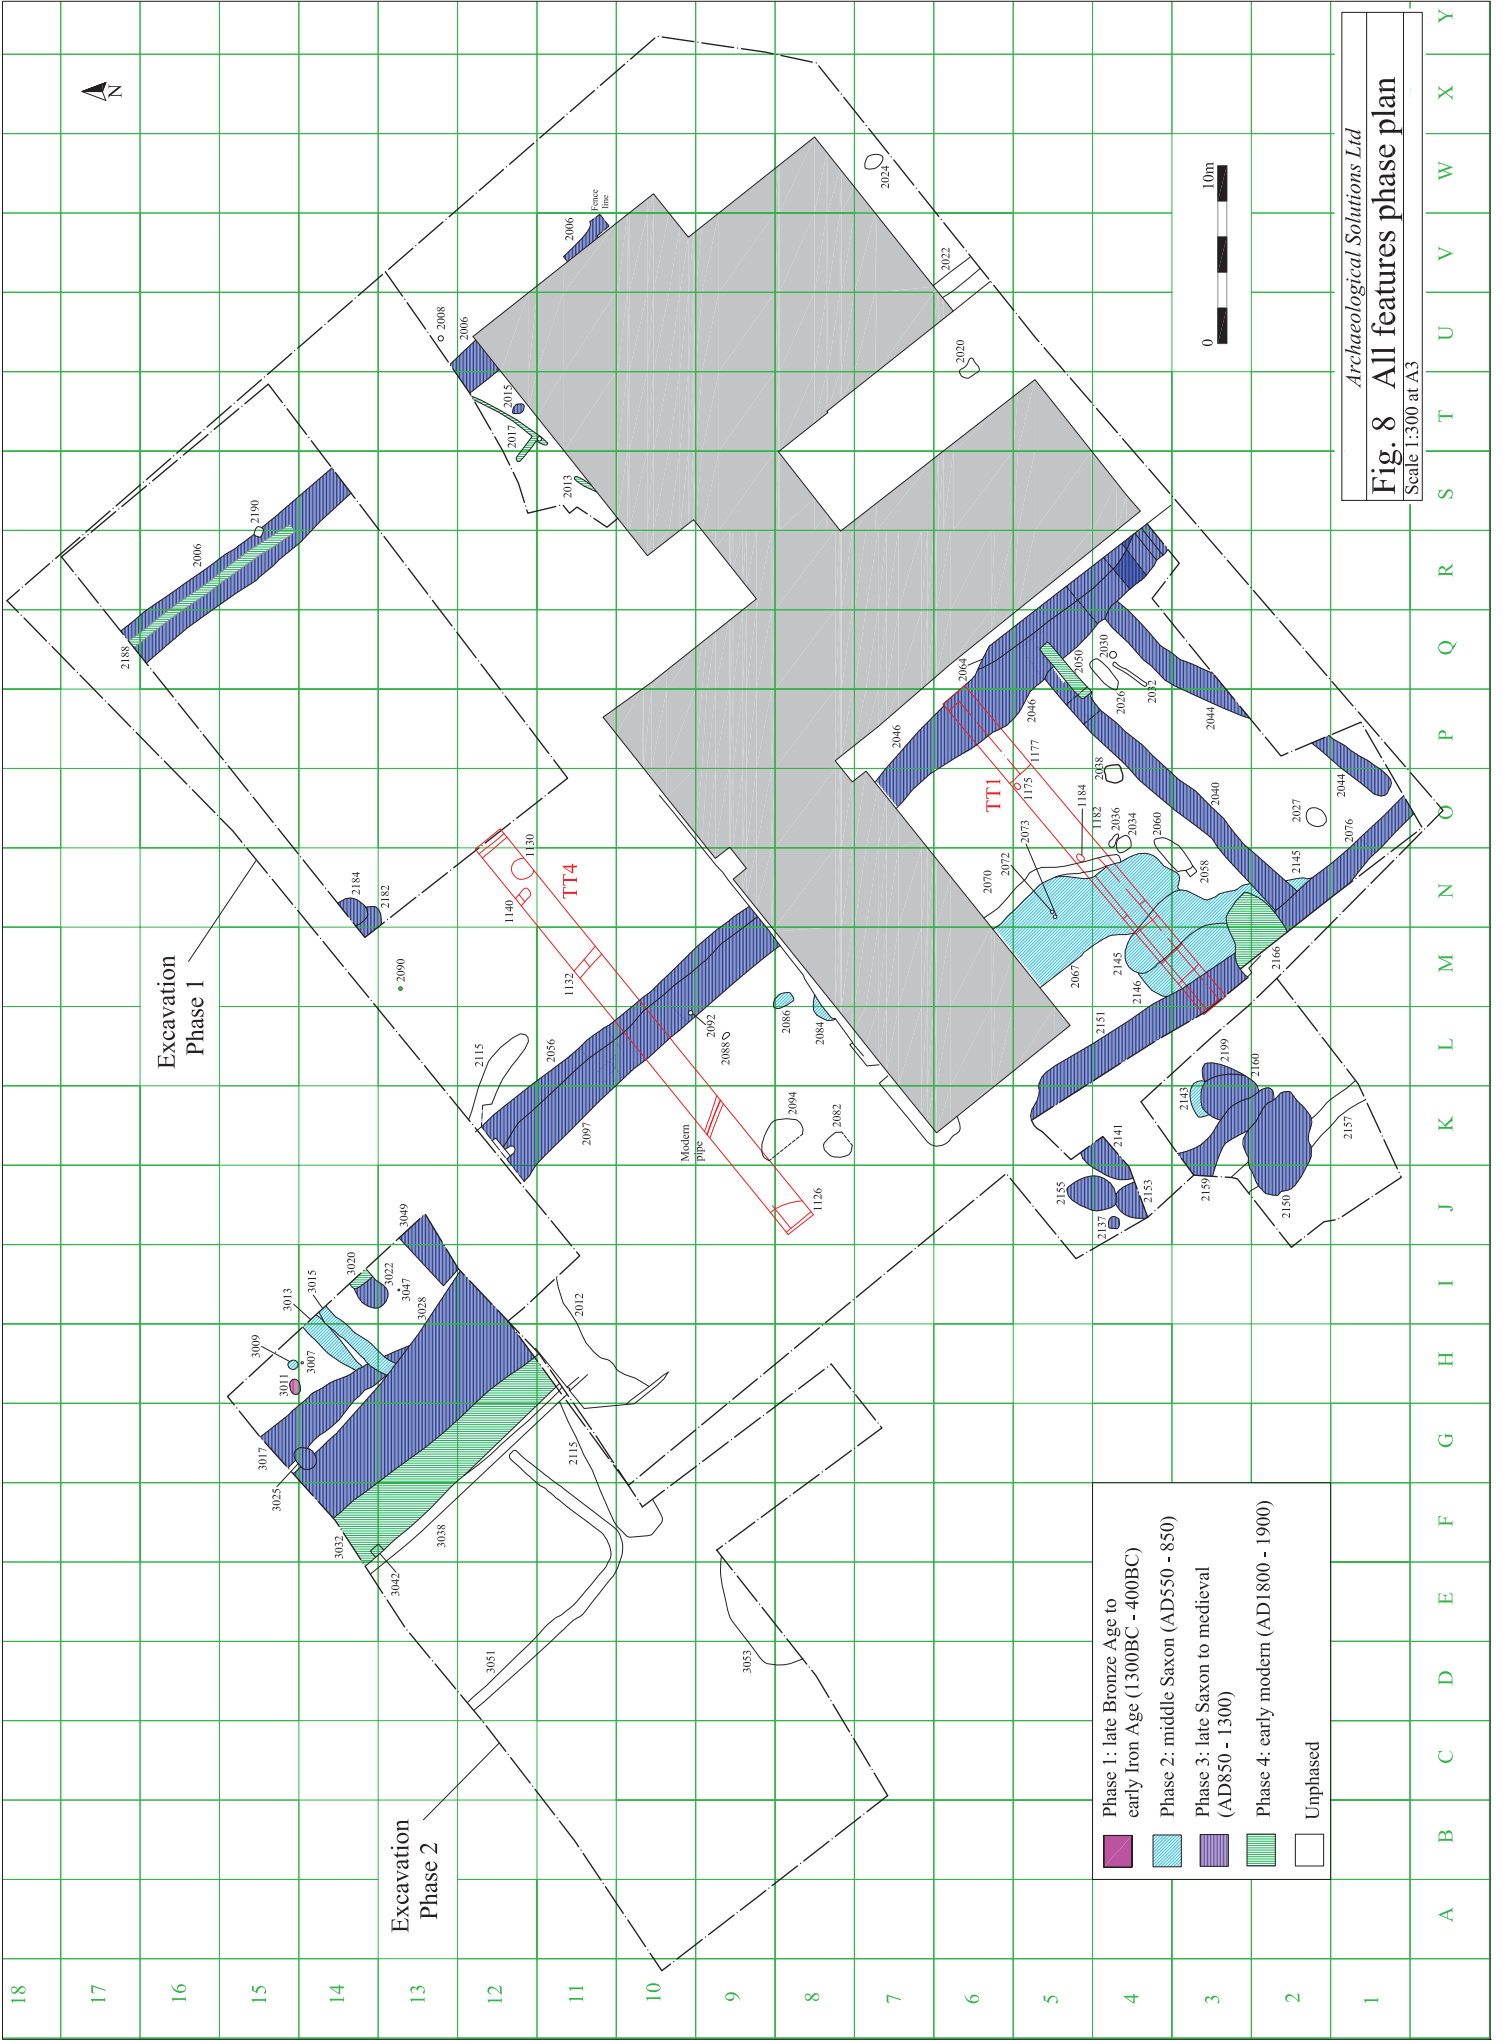 Archaeological Solutions Ltd
Fig. 8 All features phase plan
Scale 1:300 at A3
N
0
10m
Excavation
Phase 1
Excavation
Phase 2
2188
2006
2190
2184
2182
2090
2008
2006
2006
Fence
line
2015
2017
2013
2024
2022
2020
1130
TT4
1140
1132
2115
2056
2097
2092
2088
2086
2084
2094
2082
Modern
pipe
1126
3049
3020
3022
3047
3028
3015
3013
3009
3007
3011
3017
3025
3032
3042
3038
2012
2115
3051
3053
2064
2046
2046
2050
2030
2026
2032
2044
2044
2040
2038
1177
1175
TT1
1184
1182
2036
2034
2060
2058
2073
2072
2070
2067
2027
2076
2145
2145
2146
2166
2151
2199
2160
2143
2157
2159
2150
2141
2155
2153
2137
Phase 1: late Bronze Age to
early Iron Age (1300BC - 400BC)
Phase 2: middle Saxon (AD550 - 850)
Phase 3: late Saxon to medieval
(AD850 - 1300)
Phase 4: early modern (AD1800 - 1900)
Unphased
A
B
C
D
E
F
G
H
I
J
K
L
M
N
O
P
Q
R
S
T
U
V
W
X
Y
18
17
16
15
14
13
12
11
10
9
8
7
6
5
4
3
2
1